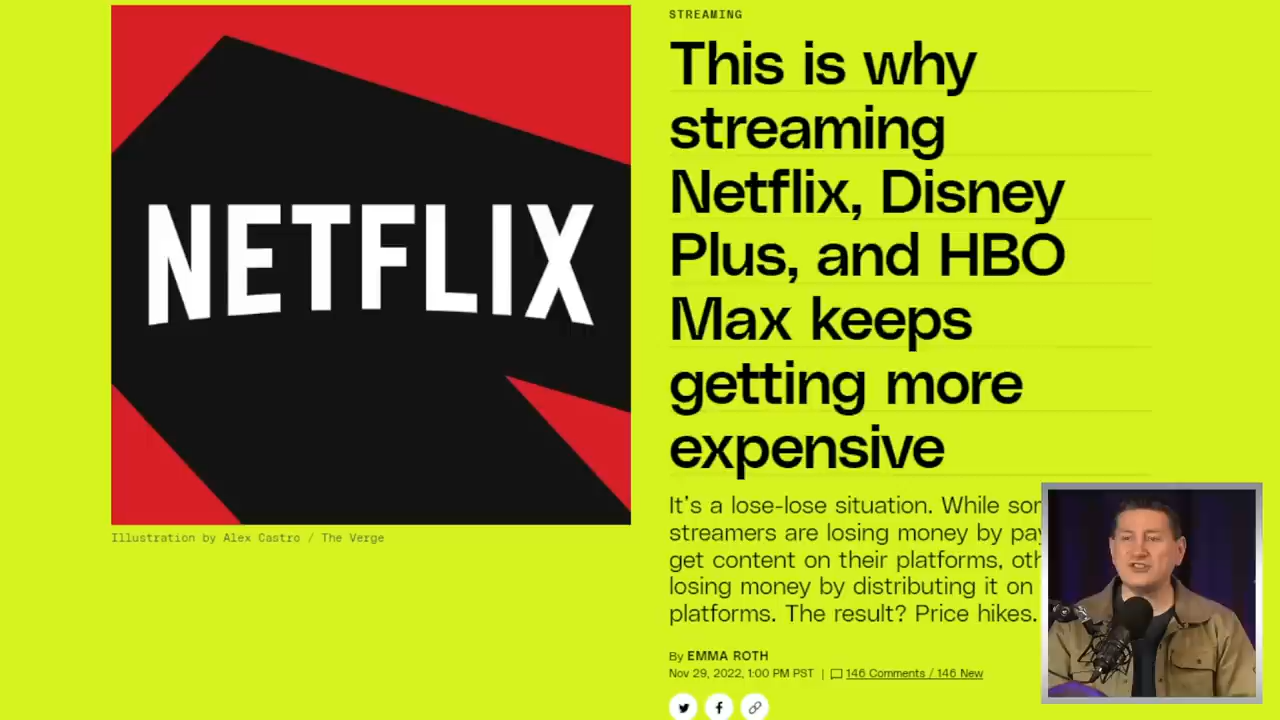 NETFLIX
Illustration by Alex Castro / The Verge
STREAMING
This is why
streaming
Netflix, Disney
Plus, and HBO
Max keeps
getting more
expensive
It's a lose-lose situation. While
streamers are losing money by
get content on their platforms,
losing money by distributing it on
platforms. The result? Price hikes.
By EMMA ROTH
Nov 29, 2022, 1:00 PM PST | 146 Comments / 146 New